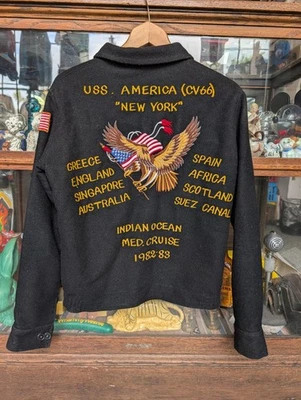 USS. AMERICA (CV66)
"NEW YORK"
GREECE
ENGLAND
SINGAPORE
AUSTRALIA
SPAIN
AFRICA
SCOTLAND
SUEZ CANAL
INDIAN OCEAN
MED. CRUISE
1982-83